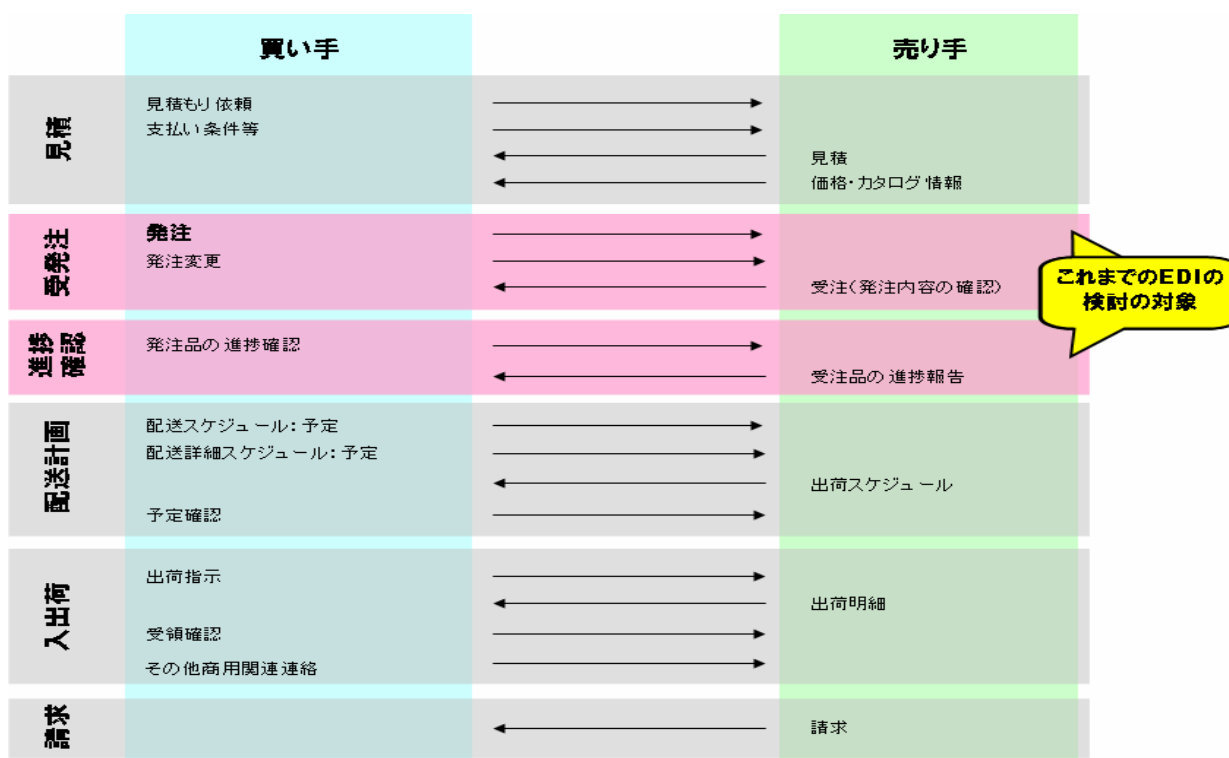 買い手
売り手
見積
見積もり依頼
支払い条件等
見積
価格・カタログ情報
受発注
発注
発注変更
受注(発注内容の確認)
これまでのEDIの
検討の対象
進捗
確認
発注品の進捗確認
受注品の進捗報告
配送計画
配送スケジュール:予定
配送詳細スケジュール:予定
出荷スケジュール
予定確認
入出荷
出荷指示
出荷明細
受領確認
その他商用関連連絡
請求
請求